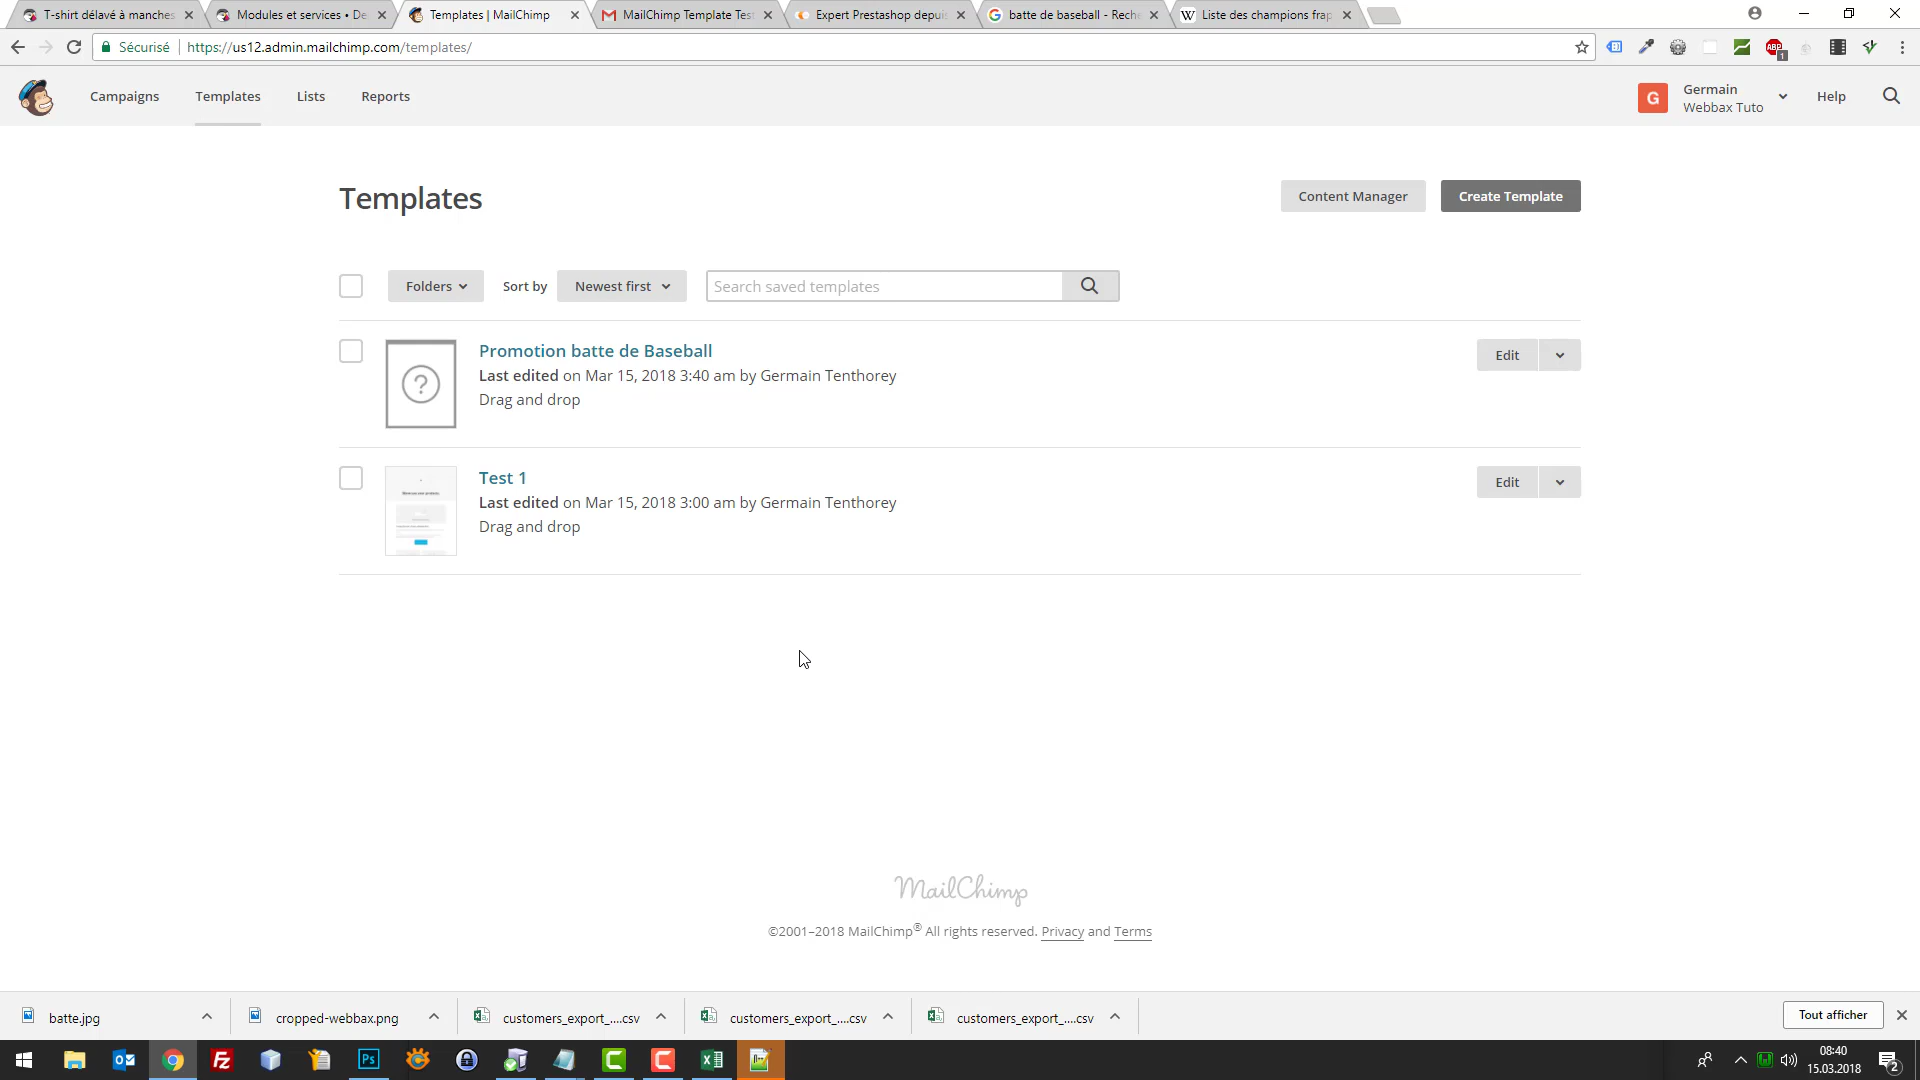 T-shirt délavé à manches
Modules et services • De
Templates | MailChimp
MailChimp Template Tes
Expert Prestashop depui
batte de baseball - Rech
Liste des champions frap
Sécurisé
https://us12.admin.mailchimp.com/templates/
ABP
1
Campaigns
Templates
Lists
Reports
G
Germain
Webbax Tuto
Help
Templates
Content Manager
Create Template
Folders
Sort by
Newest first
Search saved templates
Promotion batte de Baseball
Last edited on Mar 15, 2018 3:40 am by Germain Tenthorey
Drag and drop
Edit
Test 1
Last edited on Mar 15, 2018 3:00 am by Germain Tenthorey
Drag and drop
Edit
MailChimp
©2001–2018 MailChimp® All rights reserved. Privacy and Terms
batte.jpg
cropped-webbax.png
customers_export_....csv
customers_export_....csv
customers_export_....csv
Tout afficher
Fz
Ps
08:40
15.03.2018
2